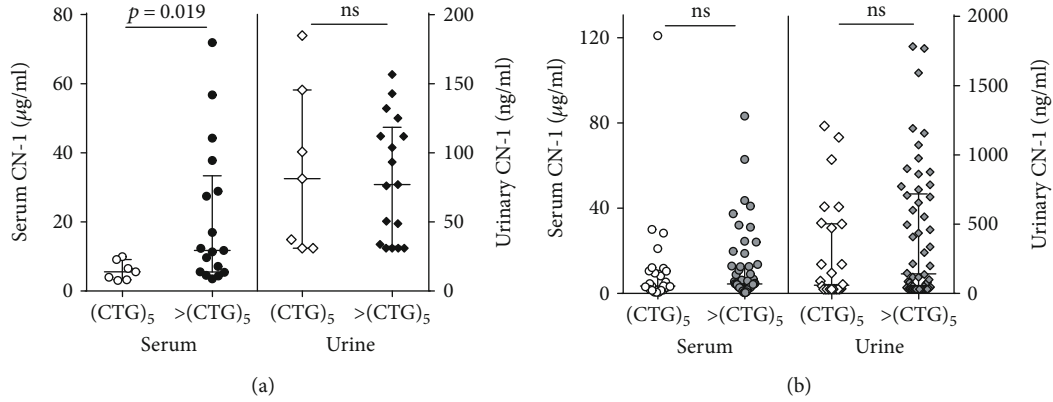 p = 0.019
ns
80
60
40
20
0
Serum CN-1 (μg/ml)
200
150
100
50
0
Urinary CN-1 (ng/ml)
(CTG)5 >(CTG)5 (CTG)5 >(CTG)5
Serum Urine
(a)
ns
ns
120
80
40
0
Serum CN-1 (μg/ml)
2000
1500
1000
500
0
Urinary CN-1 (ng/ml)
(CTG)5 >(CTG)5 (CTG)5 >(CTG)5
Serum Urine
(b)